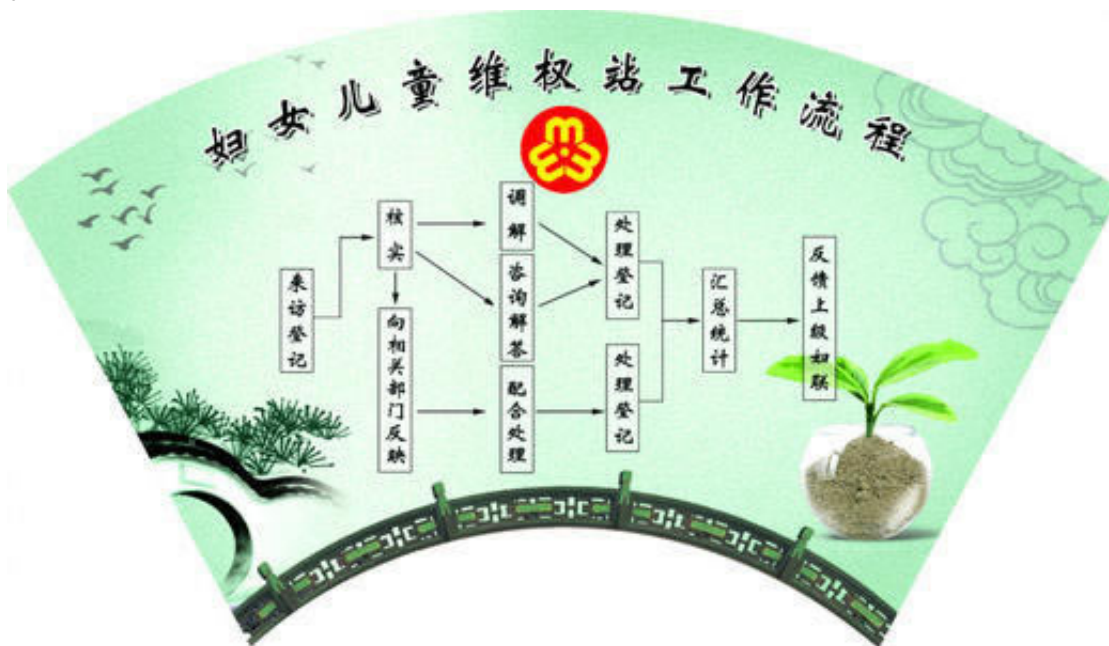 妇女儿童维权站工作流程
来访登记
核实
向相关部门反映
调解
咨询解答
配合处理
处理登记
处理登记
汇总统计
反馈上级妇联